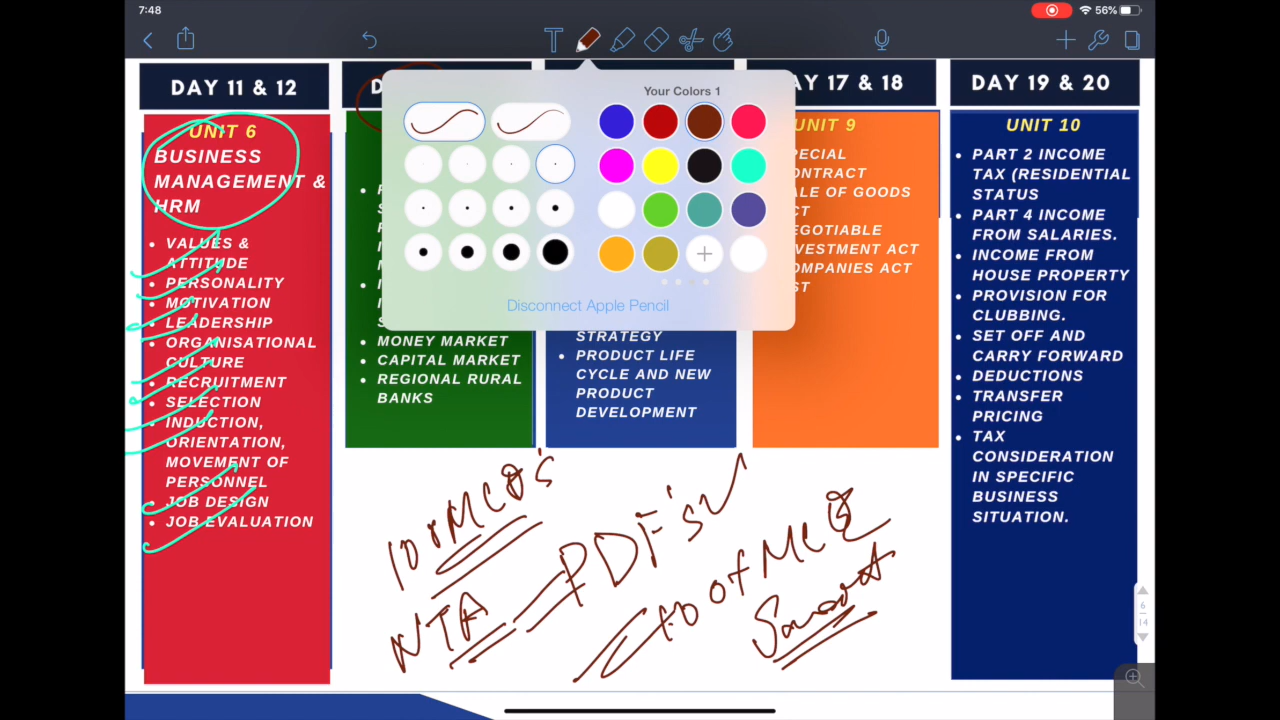 7:48
56%
T
DAY 11 & 12
UNIT 6
BUSINESS
MANAGEMENT &
HRM
VALUES &
ATTITUDE
PERSONALITY
MOTIVATION
LEADERSHIP
ORGANISATIONAL
CULTURE
RECRUITMENT
SELECTION
INDUCTION,
ORIENTATION,
MOVEMENT OF
PERSONNEL
JOB DESIGN
JOB EVALUATION
MONEY MARKET
CAPITAL MARKET
REGIONAL RURAL
BANKS
Your Colors 1
Disconnect Apple Pencil
STRATEGY
PRODUCT LIFE
CYCLE AND NEW
PRODUCT
DEVELOPMENT
AY 17 & 18
UNIT 9
PECIAL
ONTRACT
ALE OF GOODS
CT
EGOTIABLE
NVESTMENT ACT
OMPANIES ACT
ST
DAY 19 & 20
UNIT 10
PART 2 INCOME
TAX (RESIDENTIAL
STATUS
PART 4 INCOME
FROM SALARIES.
INCOME FROM
HOUSE PROPERTY
PROVISION FOR
CLUBBING.
SET OFF AND
CARRY FORWARD
DEDUCTIONS
TRANSFER
PRICING
TAX
CONSIDERATION
IN SPECIFIC
BUSINESS
SITUATION.
MCQ's
NTA
PDF's
of MCQ
6
14